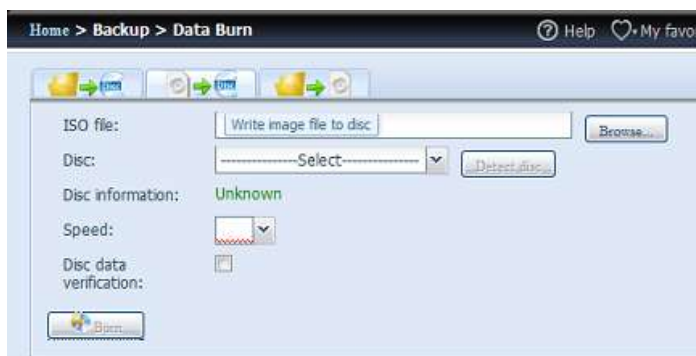 Home > Backup > Data Burn
Help My favo
ISO file: Write image file to disc Browse...
Disc: ---------------Select--------------- Detect disc
Disc information: Unknown
Speed:
Disc data
verification:
Burn